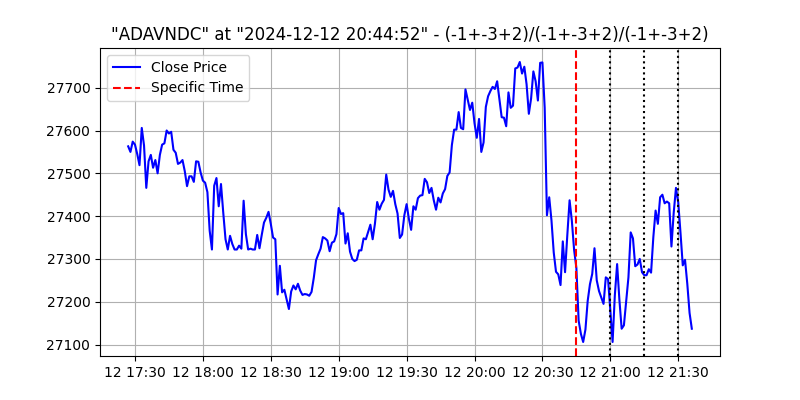 "ADAVNDC" at "2024-12-12 20:44:52" - (-1+-3+2)/(-1+-3+2)/(-1+-3+2)
Close Price
Specific Time
27700
27600
27500
27400
27300
27200
27100
12 17:30 12 18:00 12 18:30 12 19:00 12 19:30 12 20:00 12 20:30 12 21:00 12 21:30